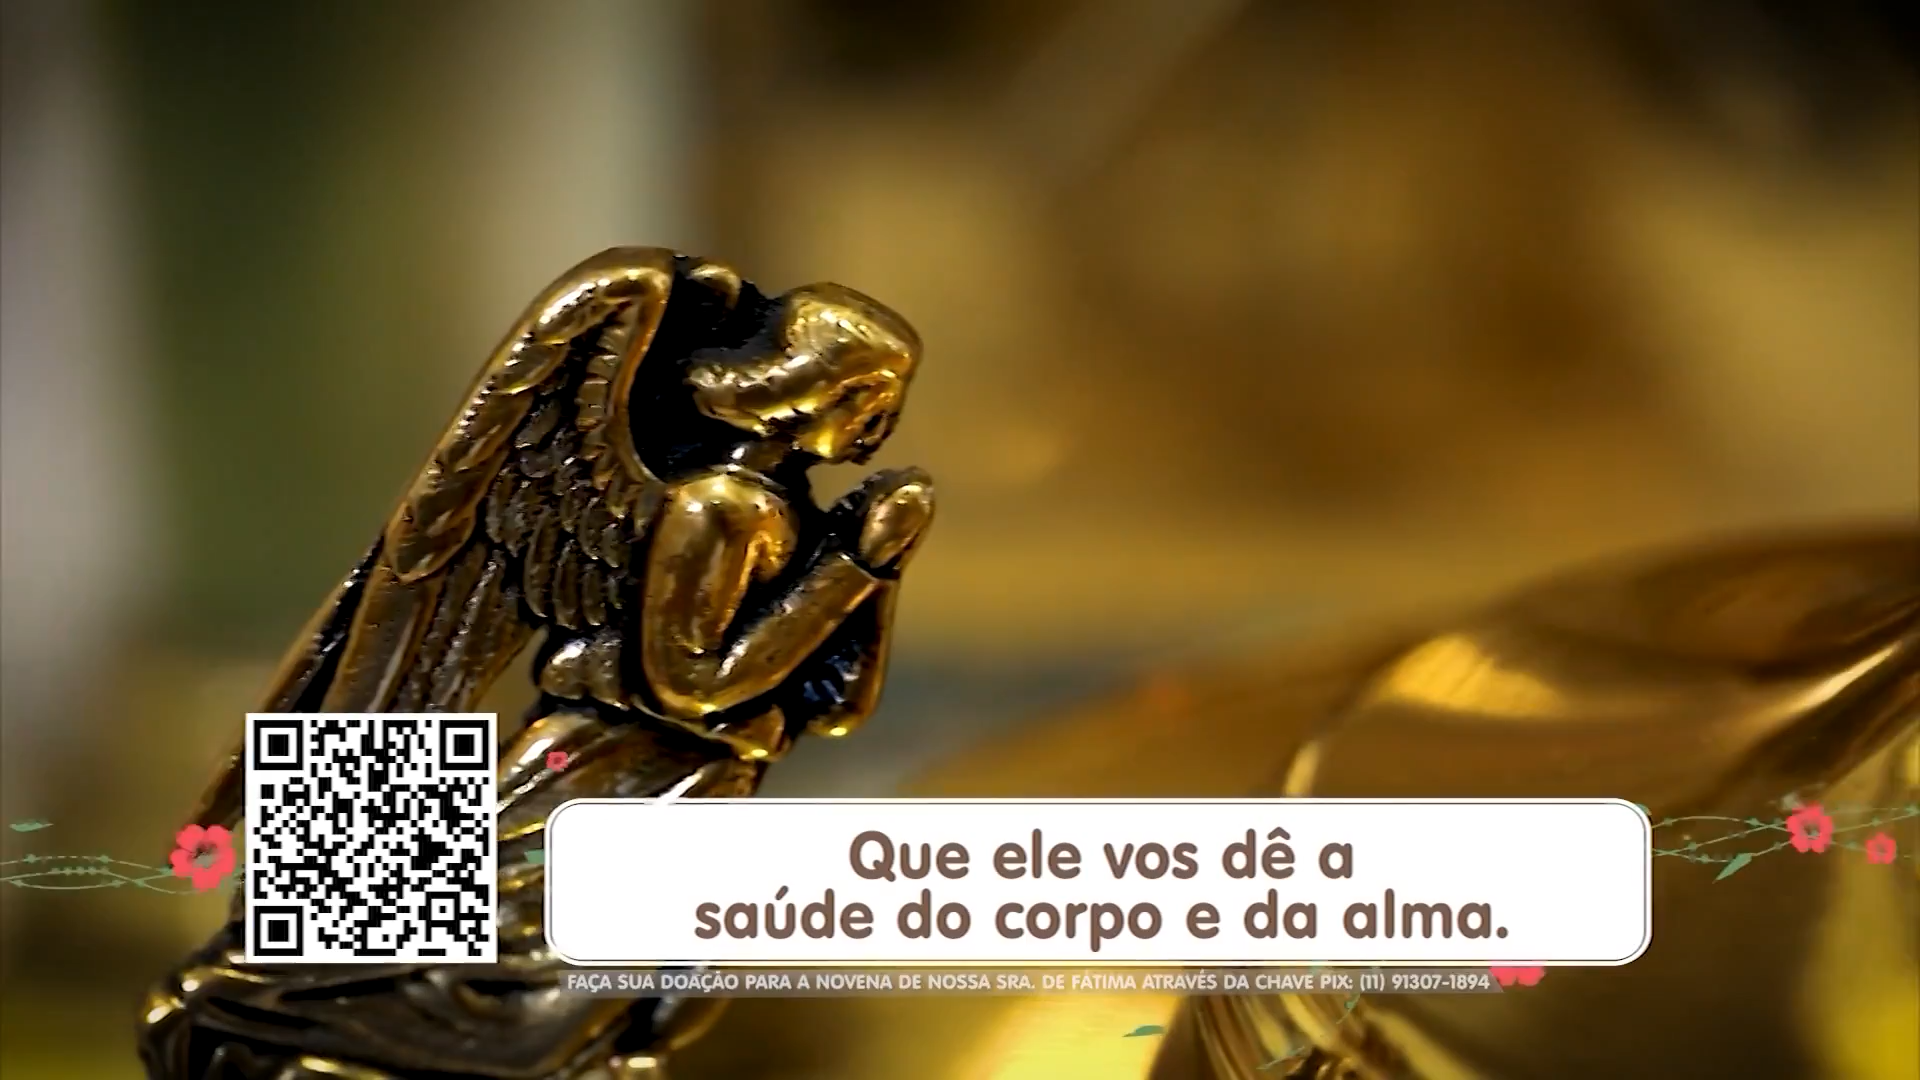 Que ele vos dê a
saúde do corpo e da alma.
FAÇA SUA DOAÇÃO PARA A NOVENA DE NOSSA SRA. DE FÁTIMA ATRAVÉS DA CHAVE PIX: (11) 91307-1894